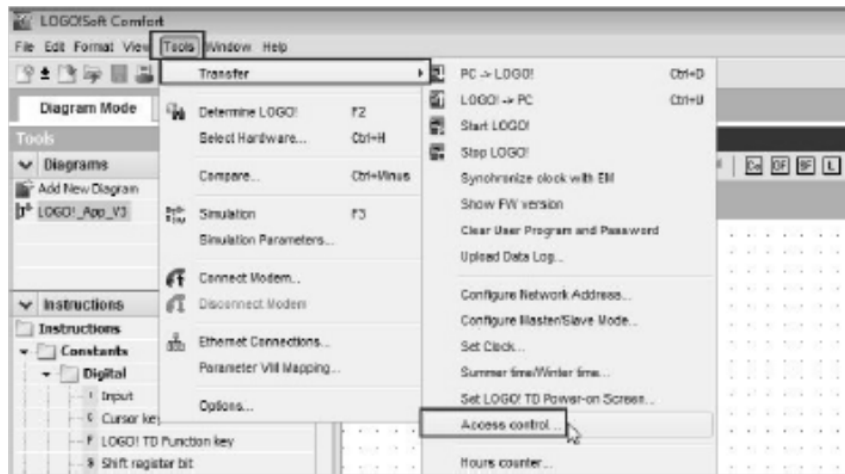 LOGO!Soft Comfort
File Edit Format View Tools Window Help
Diagram Mode
Tools
Diagrams
Add New Diagram
LOGO!_App_V3
Instructions
Instructions
Constants
Digital
I Input
C Cursor key
F LOGO! TD Function key
S Shift register bit
Transfer
Determine LOGO! F2
Select Hardware... Ctrl+H
Compare... Ctrl+Minus
Simulation F3
Simulation Parameters...
Connect Modem...
Disconnect Modem
Ethernet Connections...
Parameter VM Mapping...
Options...
PC -> LOGO! Ctrl+D
LOGO! -> PC Ctrl+U
Start LOGO!
Stop LOGO!
Synchronize clock with EM
Show FW version
Clear User Program and Password
Upload Data Log...
Configure Network Address...
Configure Master/Slave Mode...
Set Clock...
Summer time/Winter time...
Set LOGO! TD Power-on Screen...
Access control...
Hours counter...
Co GF SF L